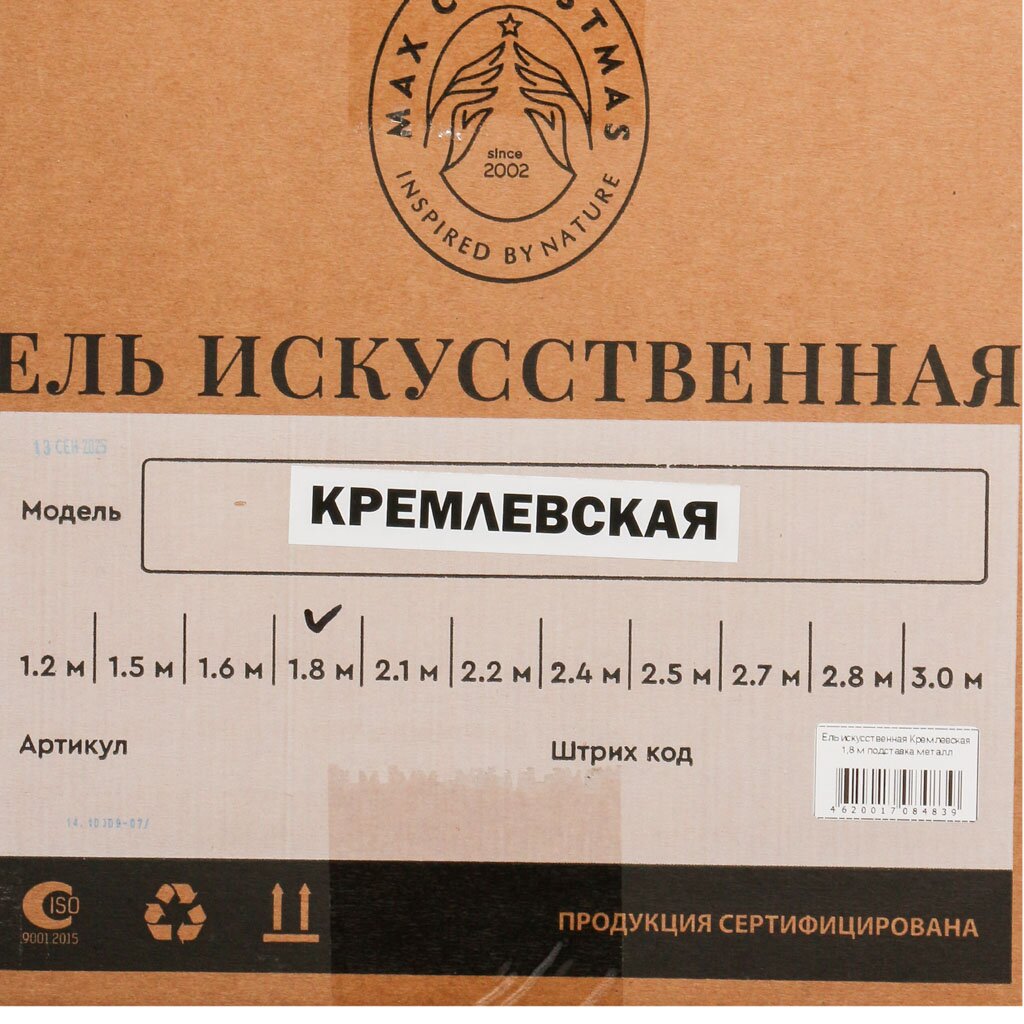 MAX C STMAS
since
2002
INSPIRED BY NATURE
ЕЛЬ ИСКУССТВЕННАЯ
13 СЕН 2025
Модель
КРЕМЛЕВСКАЯ
1.2 м 1.5 м 1.6 м 1.8 м 2.1 м 2.2 м 2.4 м 2.5 м 2.7 м 2.8 м 3.0 м
Артикул
Штрих код
Ель искусственная Кремлевская
1,8 м подставка металл
4620017084839
ISO
9001:2015
ПРОДУКЦИЯ СЕРТИФИЦИРОВАНА